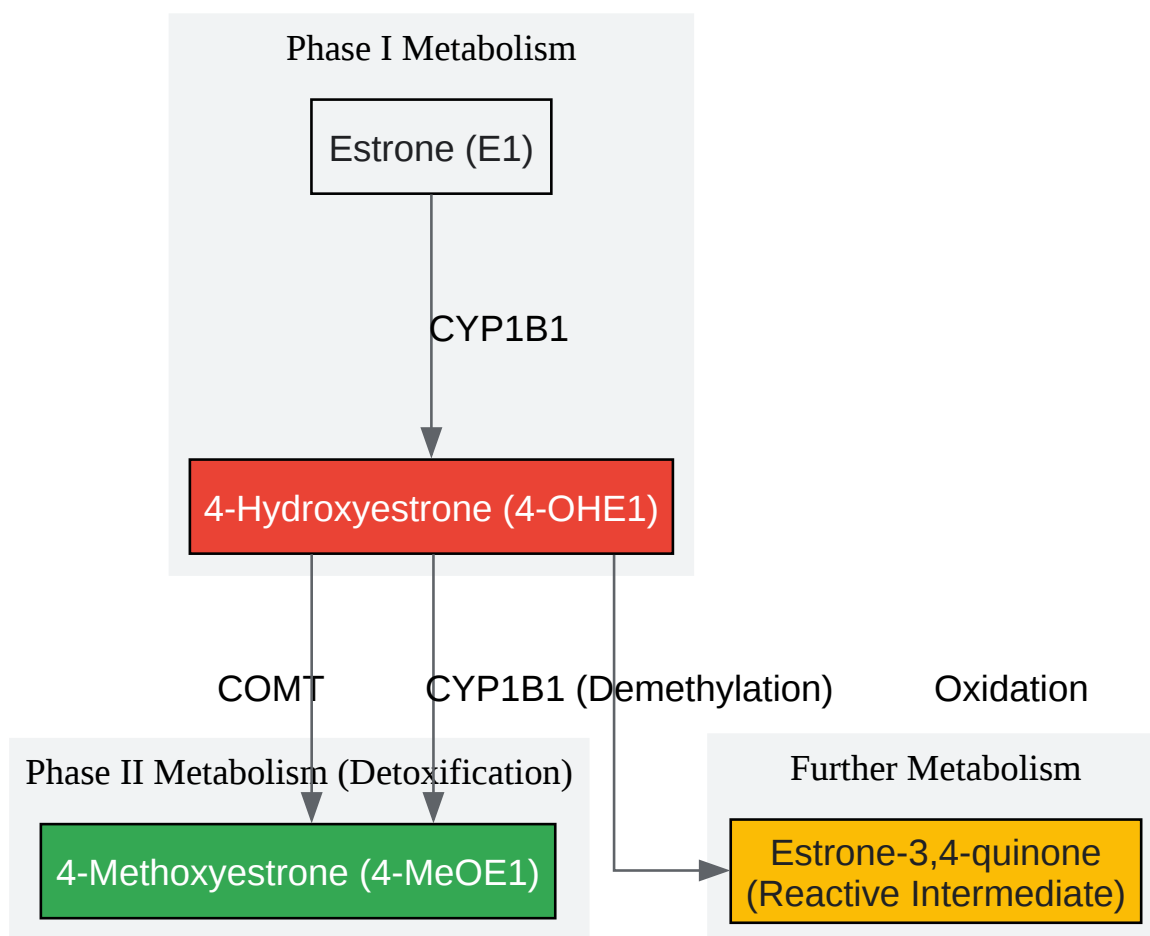 Phase I Metabolism
Estrone (E1)
CYP1B1
4-Hydroxyestrone (4-OHE1)
COMT
CYP1B1 (Demethylation)
Oxidation
Phase II Metabolism (Detoxification)
Further Metabolism
4-Methoxyestrone (4-MeOE1)
Estrone-3,4-quinone
(Reactive Intermediate)